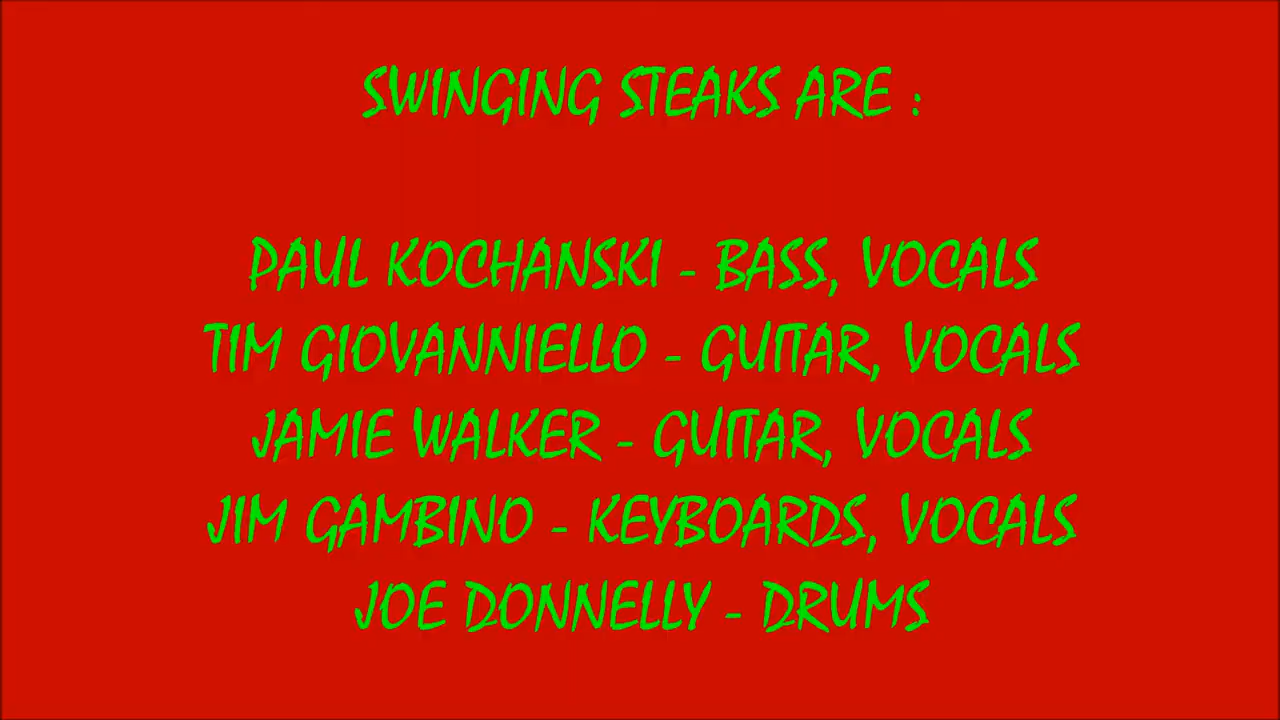 SWINGING STEAKS ARE :
PAUL KOCHANSKI - BASS, VOCALS
TIM GIOVANNIELLO - GUITAR, VOCALS
JAMIE WALKER - GUITAR, VOCALS
JIM GAMBINO - KEYBOARDS, VOCALS
JOE DONNELLY - DRUMS